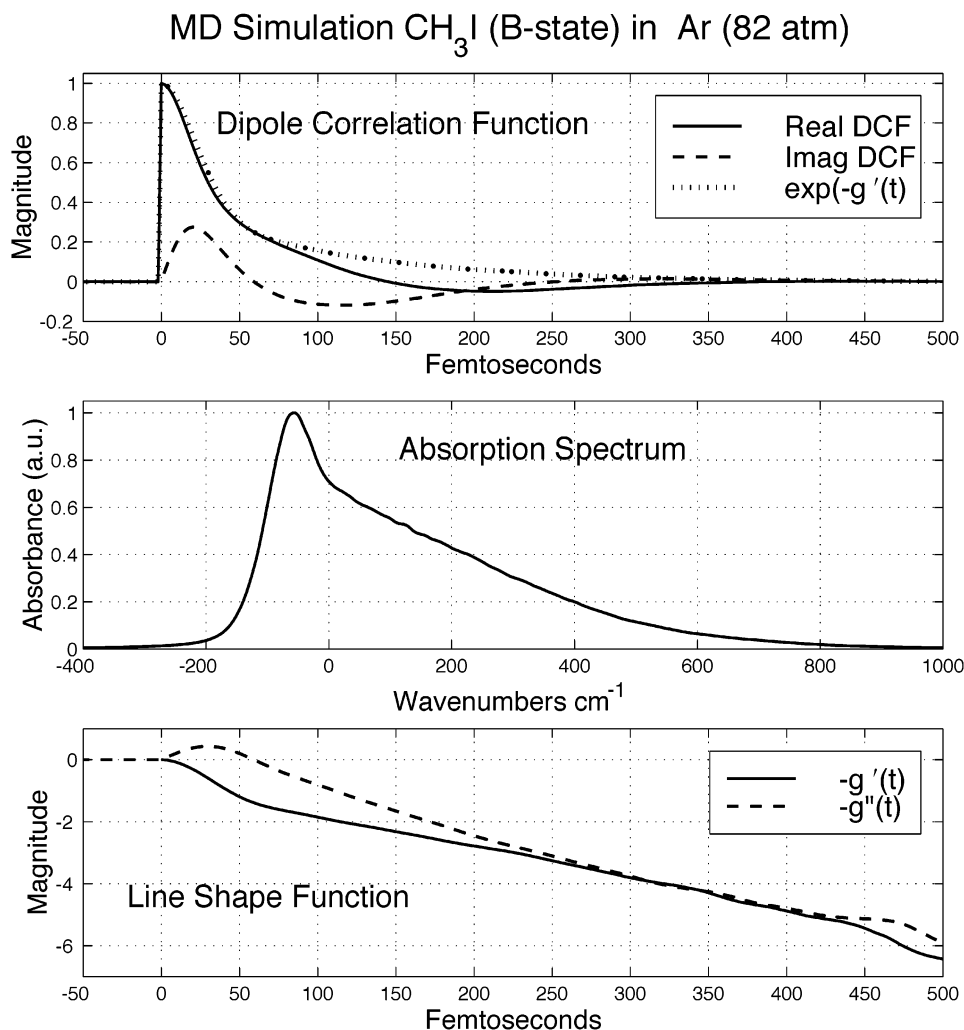 MD Simulation CH3I (B-state) in Ar (82 atm)
Dipole Correlation Function
Real DCF
Imag DCF
exp(-g ′(t)
Magnitude
1
0.8
0.6
0.4
0.2
0
-0.2
-50 0 50 100 150 200 250 300 350 400 450 500
Femtoseconds
Absorption Spectrum
Absorbance (a.u.)
1
0.8
0.6
0.4
0.2
0
-400 -200 0 200 400 600 800 1000
Wavenumbers cm-1
-g ′(t)
-g"(t)
Line Shape Function
Magnitude
0
-2
-4
-6
-50 0 50 100 150 200 250 300 350 400 450 500
Femtoseconds